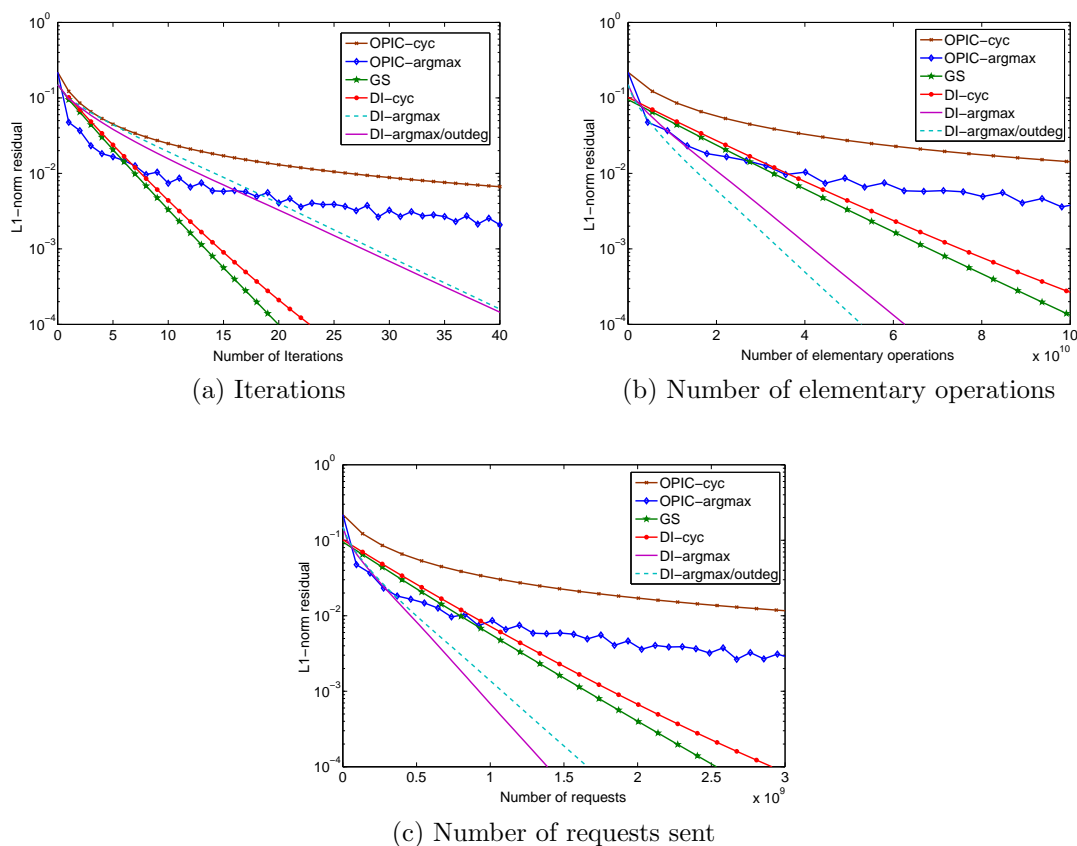 10^0
10^-1
10^-2
10^-3
10^-4
L1-norm residual
0 5 10 15 20 25 30 35 40
Number of Iterations
OPIC-cyc
OPIC-argmax
GS
DI-cyc
DI-argmax
DI-argmax/outdeg
(a) Iterations
10^0
10^-1
10^-2
10^-3
10^-4
L1-norm residual
0 2 4 6 8 10
x 10^10
Number of elementary operations
OPIC-cyc
OPIC-argmax
GS
DI-cyc
DI-argmax
DI-argmax/outdeg
(b) Number of elementary operations
10^0
10^-1
10^-2
10^-3
10^-4
L1-norm residual
0 0.5 1 1.5 2 2.5 3
x 10^9
Number of requests
OPIC-cyc
OPIC-argmax
GS
DI-cyc
DI-argmax
DI-argmax/outdeg
(c) Number of requests sent